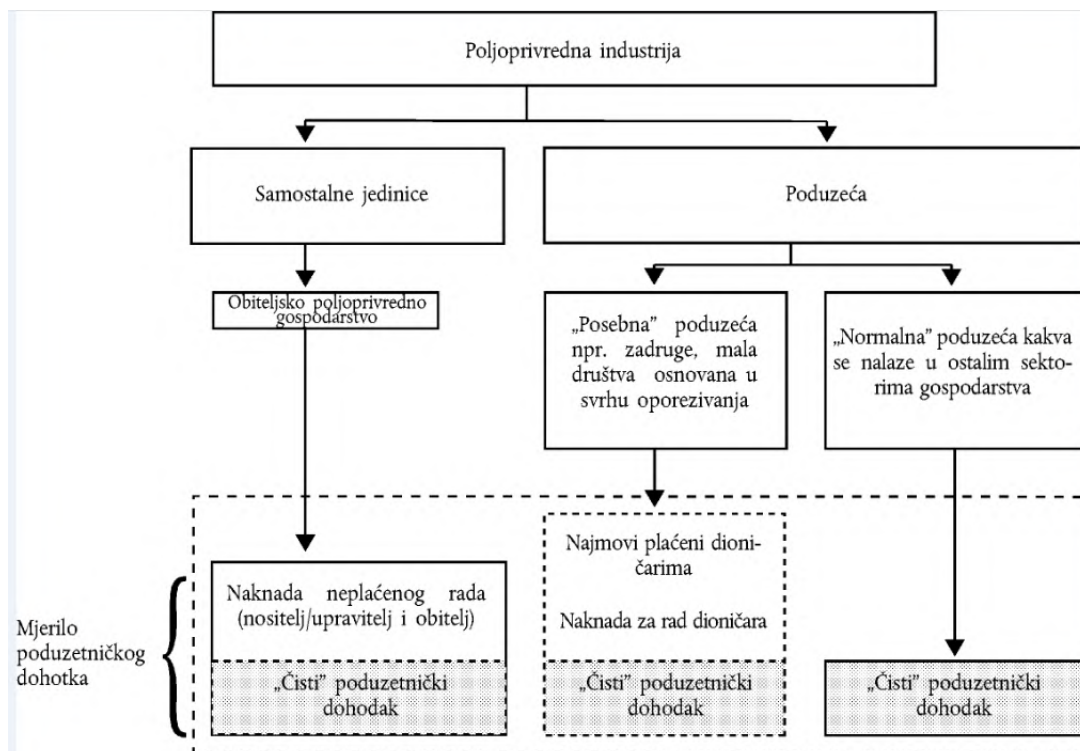 Poljoprivredna industrija
Samostalne jedinice
Poduzeća
Obiteljsko poljoprivredno
gospodarstvo
„Posebna” poduzeća
npr. zadruge, mala
društva osnovana u
svrhu oporezivanja
„Normalna” poduzeća kakva
se nalaze u ostalim sekto-
rima gospodarstva
Mjerilo
poduzetničkog
dohotka
Naknada neplaćenog rada
(nositelj/upravitelj i obitelj)
„Čisti” poduzetnički
dohodak
Najmovi plaćeni dioni-
čarima
Naknada za rad dioničara
„Čisti” poduzetnički
dohodak
„Čisti” poduzetnički
dohodak